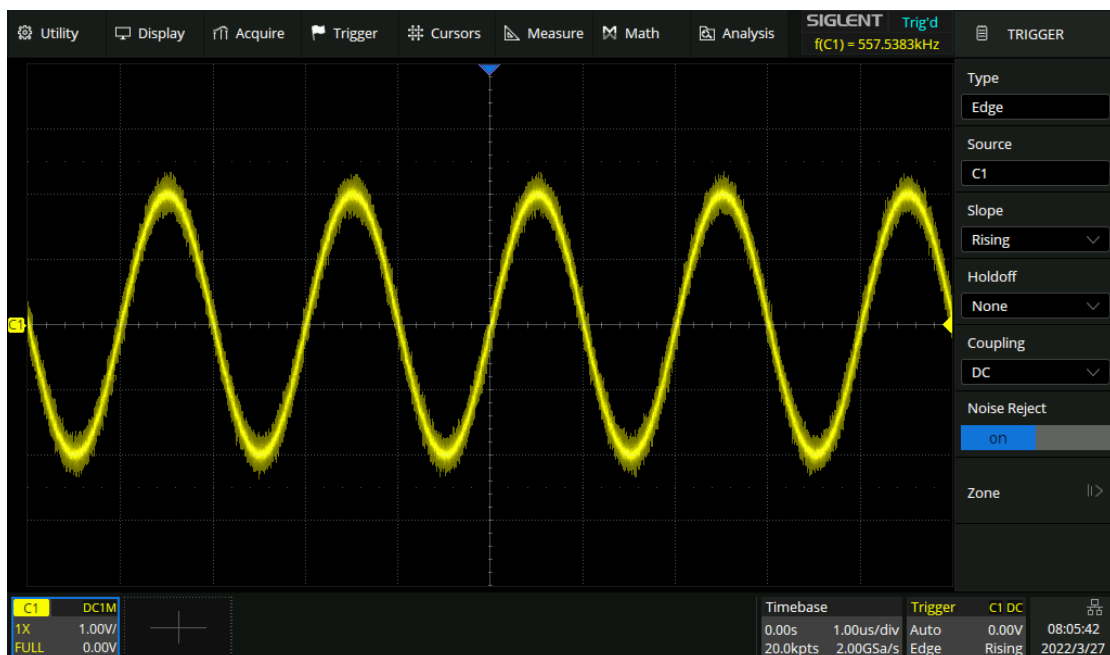 Utility Display Acquire Trigger Cursors Measure Math Analysis
SIGLENT Trig'd
f(C1) = 557.5383kHz
TRIGGER
Type
Edge
Source
C1
Slope
Rising
Holdoff
None
Coupling
DC
Noise Reject
on
Zone
C1
C1 DC1M
1X 1.00V/
FULL 0.00V
Timebase
0.00s 1.00us/div
20.0kpts 2.00GSa/s
Trigger C1 DC
Auto 0.00V
Edge Rising
08:05:42
2022/3/27